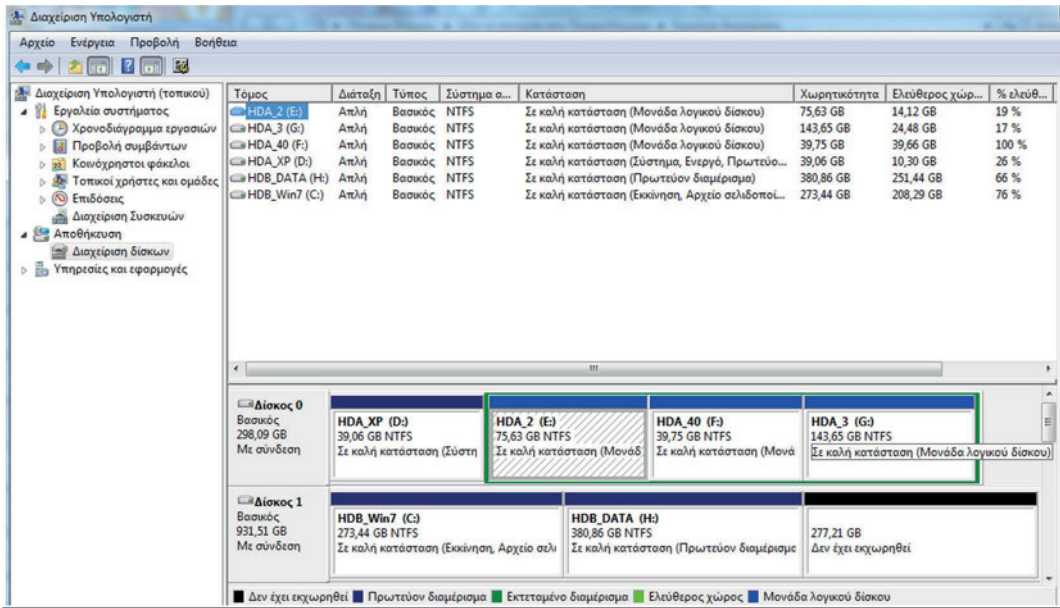 Διαχείριση Υπολογιστή
Αρχείο Ενέργεια Προβολή Βοήθεια
Διαχείριση Υπολογιστή (τοπικού)
Εργαλεία συστήματος
Χρονοδιάγραμμα εργασιών
Προβολή συμβάντων
Κοινόχρηστοι φάκελοι
Τοπικοί χρήστες και ομάδες
Επιδόσεις
Διαχείριση Συσκευών
Αποθήκευση
Διαχείριση δίσκων
Υπηρεσίες και εφαρμογές
Τόμος Διάταξη Τύπος Σύστημα α... Κατάσταση Χωρητικότητα Ελεύθερος χώρ... % ελεύθ...
HDA_2 (E:) Απλή Βασικός NTFS Σε καλή κατάσταση (Μονάδα λογικού δίσκου) 75,63 GB 14,12 GB 19 %
HDA_3 (G:) Απλή Βασικός NTFS Σε καλή κατάσταση (Μονάδα λογικού δίσκου) 143,65 GB 24,48 GB 17 %
HDA_40 (F:) Απλή Βασικός NTFS Σε καλή κατάσταση (Μονάδα λογικού δίσκου) 39,75 GB 39,66 GB 100 %
HDA_XP (D:) Απλή Βασικός NTFS Σε καλή κατάσταση (Σύστημα, Ενεργό, Πρωτεύο... 39,06 GB 10,30 GB 26 %
HDB_DATA (H:) Απλή Βασικός NTFS Σε καλή κατάσταση (Πρωτεύον διαμέρισμα) 380,86 GB 251,44 GB 66 %
HDB_Win7 (C:) Απλή Βασικός NTFS Σε καλή κατάσταση (Εκκίνηση, Αρχείο σελιδοποί... 273,44 GB 208,29 GB 76 %
Δίσκος 0
Βασικός
298,09 GB
Με σύνδεση
HDA_XP (D:)
39,06 GB NTFS
Σε καλή κατάσταση (Σύστη
HDA_2 (E:)
75,63 GB NTFS
Σε καλή κατάσταση (Μονάδ
HDA_40 (F:)
39,75 GB NTFS
Σε καλή κατάσταση (Μονά
HDA_3 (G:)
143,65 GB NTFS
Σε καλή κατάσταση (Μονάδα λογικού δίσκου)
Δίσκος 1
Βασικός
931,51 GB
Με σύνδεση
HDB_Win7 (C:)
273,44 GB NTFS
Σε καλή κατάσταση (Εκκίνηση, Αρχείο σελι
HDB_DATA (H:)
380,86 GB NTFS
Σε καλή κατάσταση (Πρωτεύον διαμέρισμα
277,21 GB
Δεν έχει εκχωρηθεί
Δεν έχει εκχωρηθεί Πρωτεύον διαμέρισμα Εκτεταμένο διαμέρισμα Ελεύθερος χώρος Μονάδα λογικού δίσκου